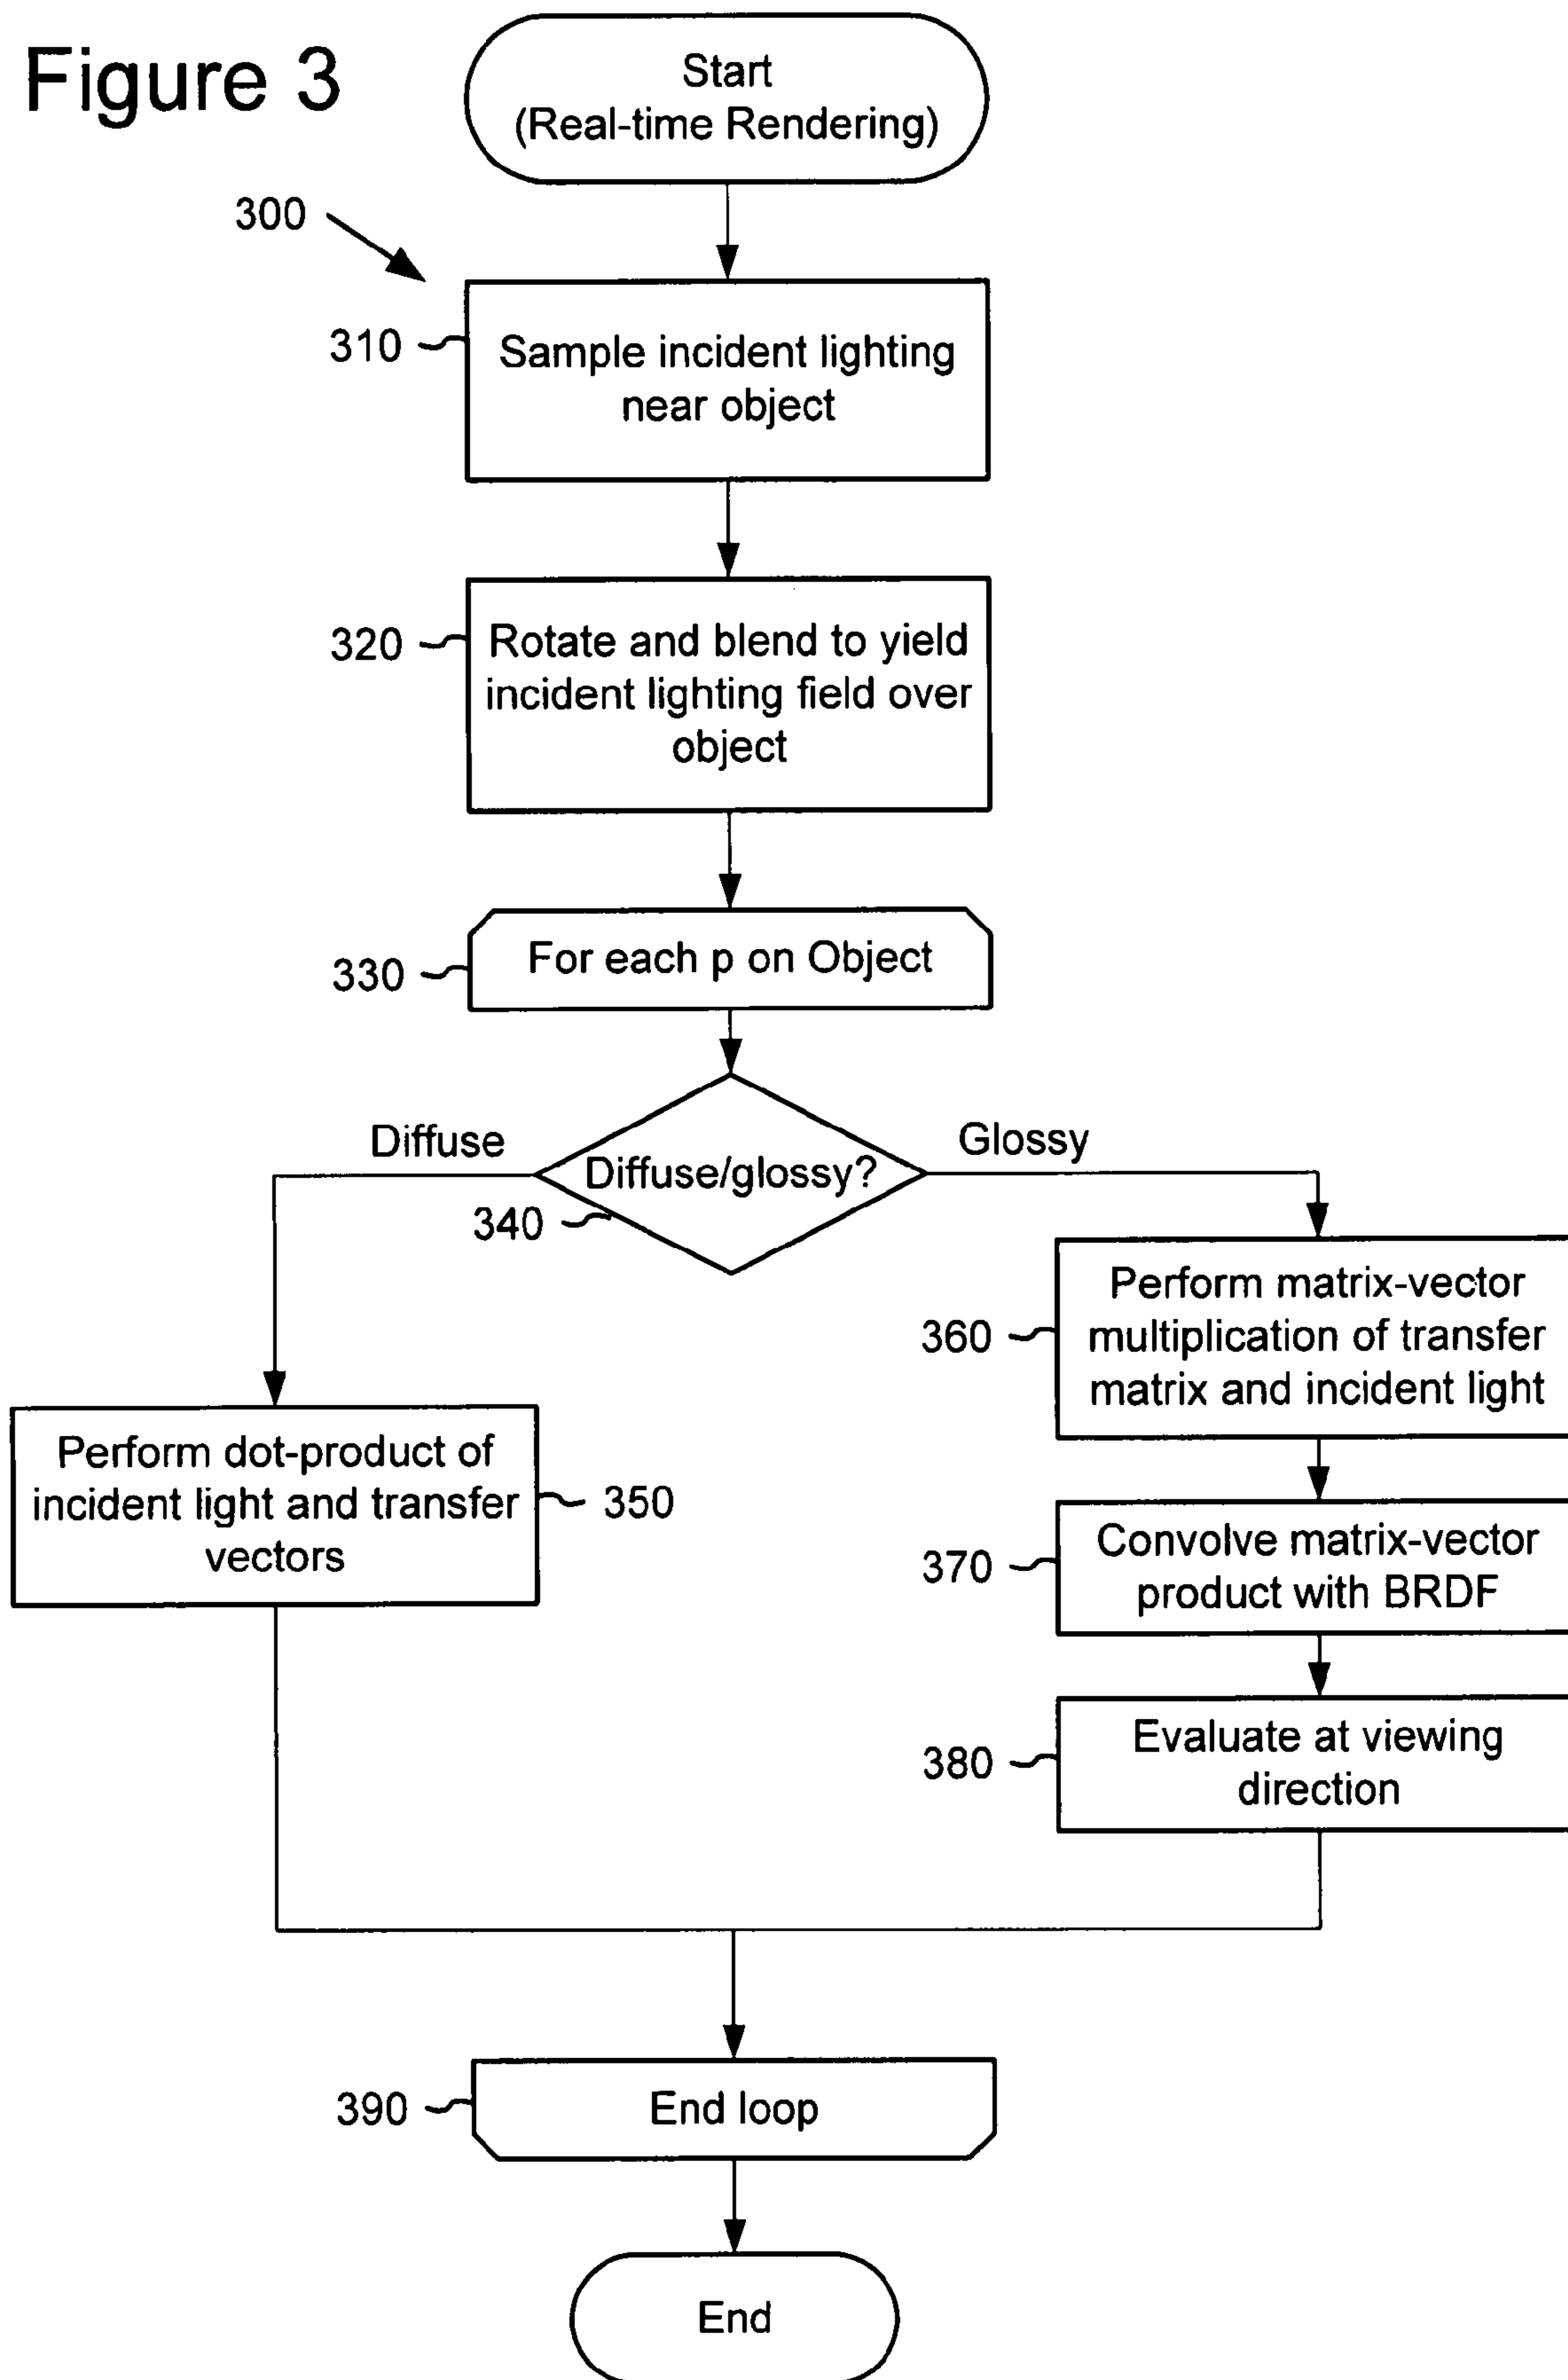 Figure 3
Start
(Real-time Rendering)
300
310
Sample incident lighting
near object
320
Rotate and blend to yield
incident lighting field over
object
330
For each p on Object
Diffuse
Glossy
Diffuse/glossy?
340
360
Perform matrix-vector
multiplication of transfer
matrix and incident light
Perform dot-product of
incident light and transfer
vectors
350
370
Convolve matrix-vector
product with BRDF
380
Evaluate at viewing
direction
390
End loop
End